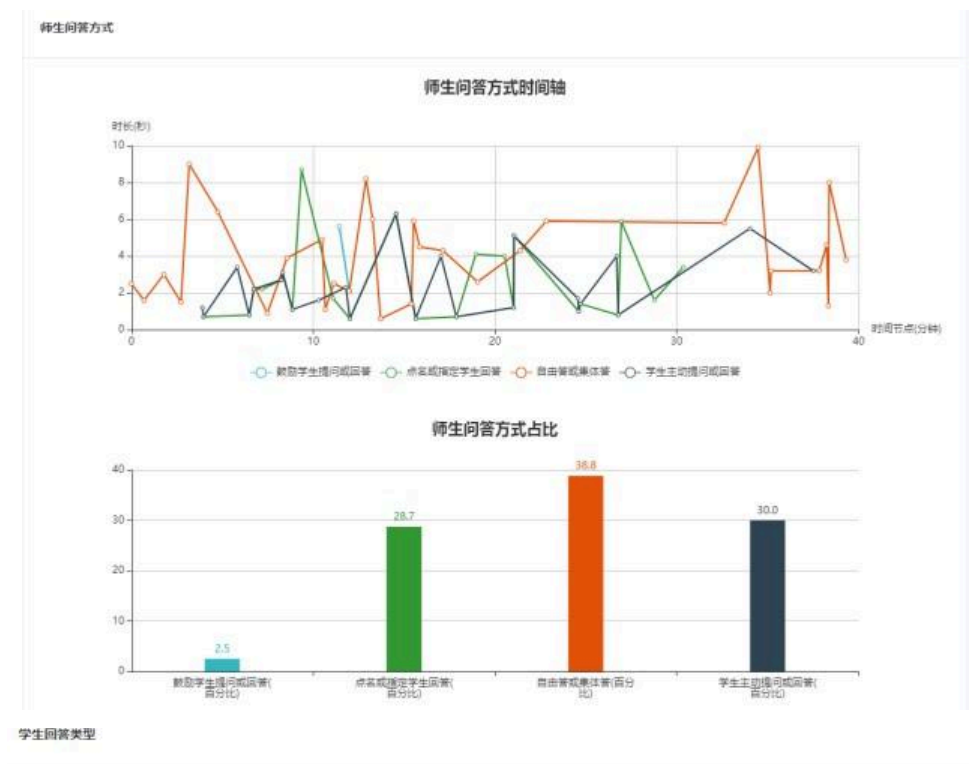 师生问答方式
师生问答方式时间轴
时长(秒)
10
8
6
4
2
0
0 10 20 30 40
时间节点(分钟)
鼓励学生提问或回答 点名或指定学生回答 自由答或集体答 学生主动提问或回答
师生问答方式占比
40
30
20
10
0
2.5
28.7
38.8
30.0
鼓励学生提问或回答(
百分比)
点名或指定学生回答(
百分比)
自由答或集体答(百分
比)
学生主动提问或回答(
百分比)
学生回答类型